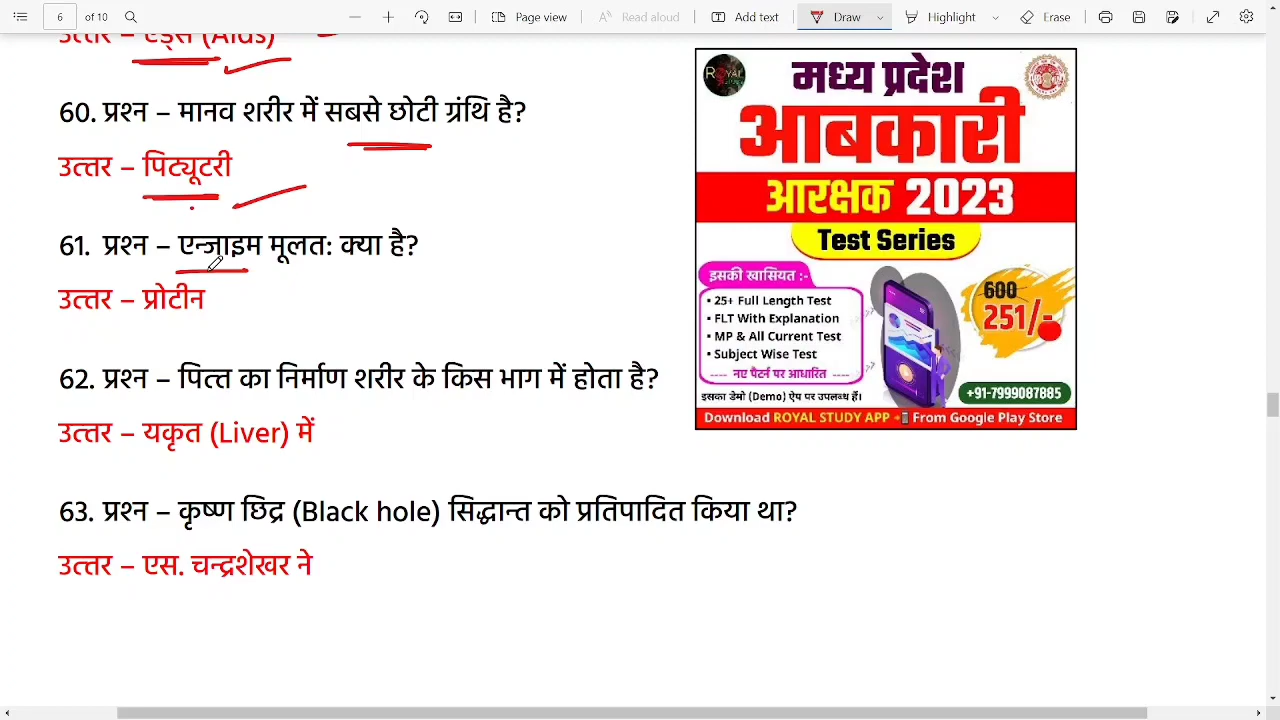 6 of 10 Page view Read aloud Add text Draw Highlight Erase
उत्तर – एड्स (Aids)
60. प्रश्न – मानव शरीर में सबसे छोटी ग्रंथि है?
उत्तर – पिट्यूटरी
61. प्रश्न – एन्जाइम मूलत: क्या है?
उत्तर – प्रोटीन
62. प्रश्न – पित्त का निर्माण शरीर के किस भाग में होता है?
उत्तर – यकृत (Liver) में
63. प्रश्न – कृष्ण छिद्र (Black hole) सिद्धान्त को प्रतिपादित किया था?
उत्तर – एस. चन्द्रशेखर ने
ROYAL
मध्य प्रदेश
आबकारी
आरक्षक 2023
Test Series
इसकी खासियत :-
• 25+ Full Length Test
• FLT With Explanation
• MP & All Current Test
• Subject Wise Test
---- नए पैटर्न पर आधारित ----
600
251/-
इसका डेमो (Demo) ऐप पर उपलब्ध हैं।
+91-7999087885
Download ROYAL STUDY APP From Google Play Store